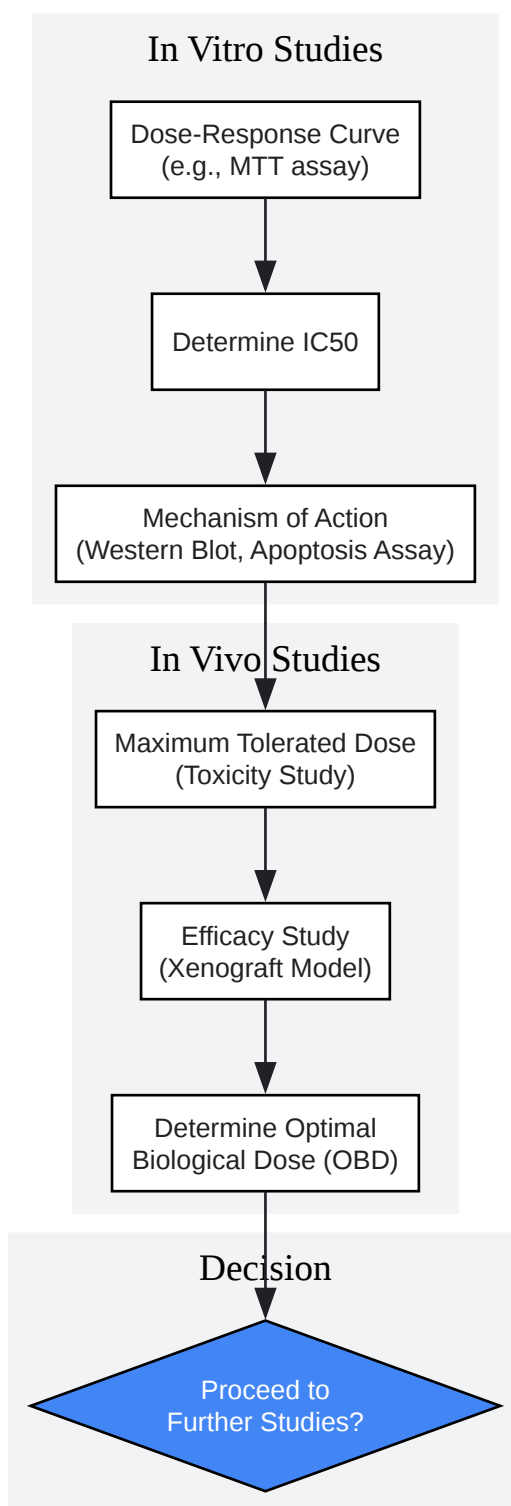 In Vitro Studies
Dose-Response Curve
(e.g., MTT assay)
Determine IC50
Mechanism of Action
(Western Blot, Apoptosis Assay)
In Vivo Studies
Maximum Tolerated Dose
(Toxicity Study)
Efficacy Study
(Xenograft Model)
Determine Optimal
Biological Dose (OBD)
Decision
Proceed to
Further Studies?